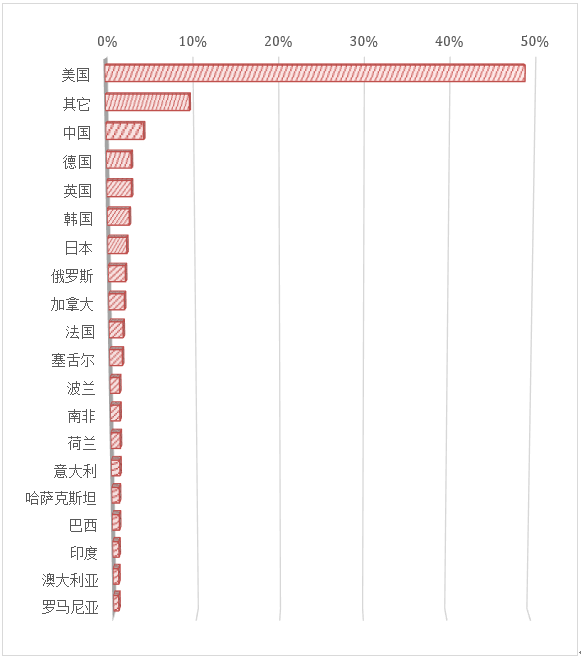 0% 10% 20% 30% 40% 50%
美国
其它
中国
德国
英国
韩国
日本
俄罗斯
加拿大
法国
塞舌尔
波兰
南非
荷兰
意大利
哈萨克斯坦
巴西
印度
澳大利亚
罗马尼亚